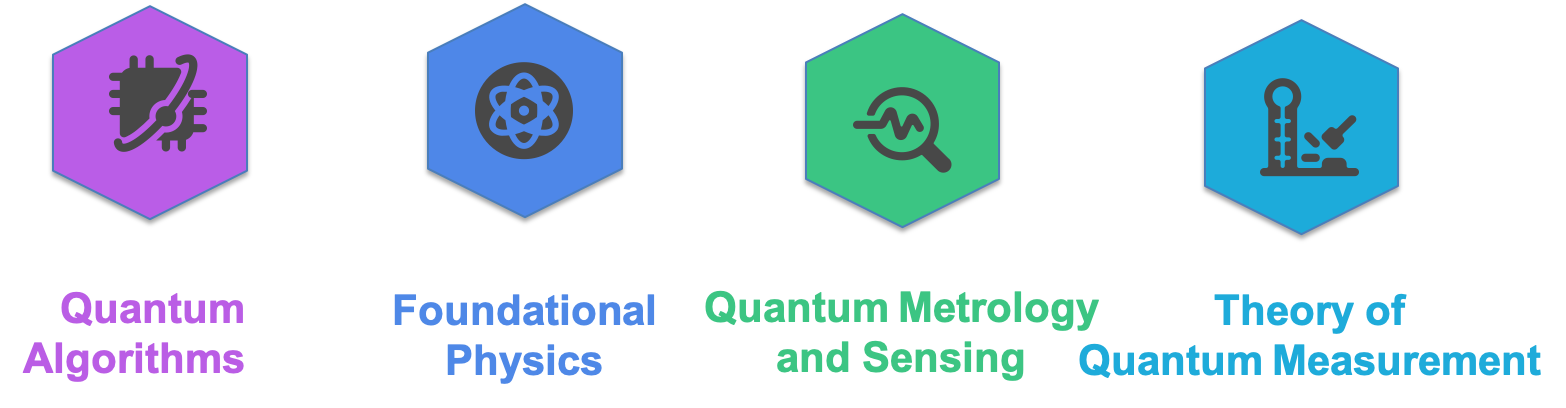 Quantum
Algorithms
Foundational
Physics
Quantum Metrology
and Sensing
Theory of
Quantum Measurement